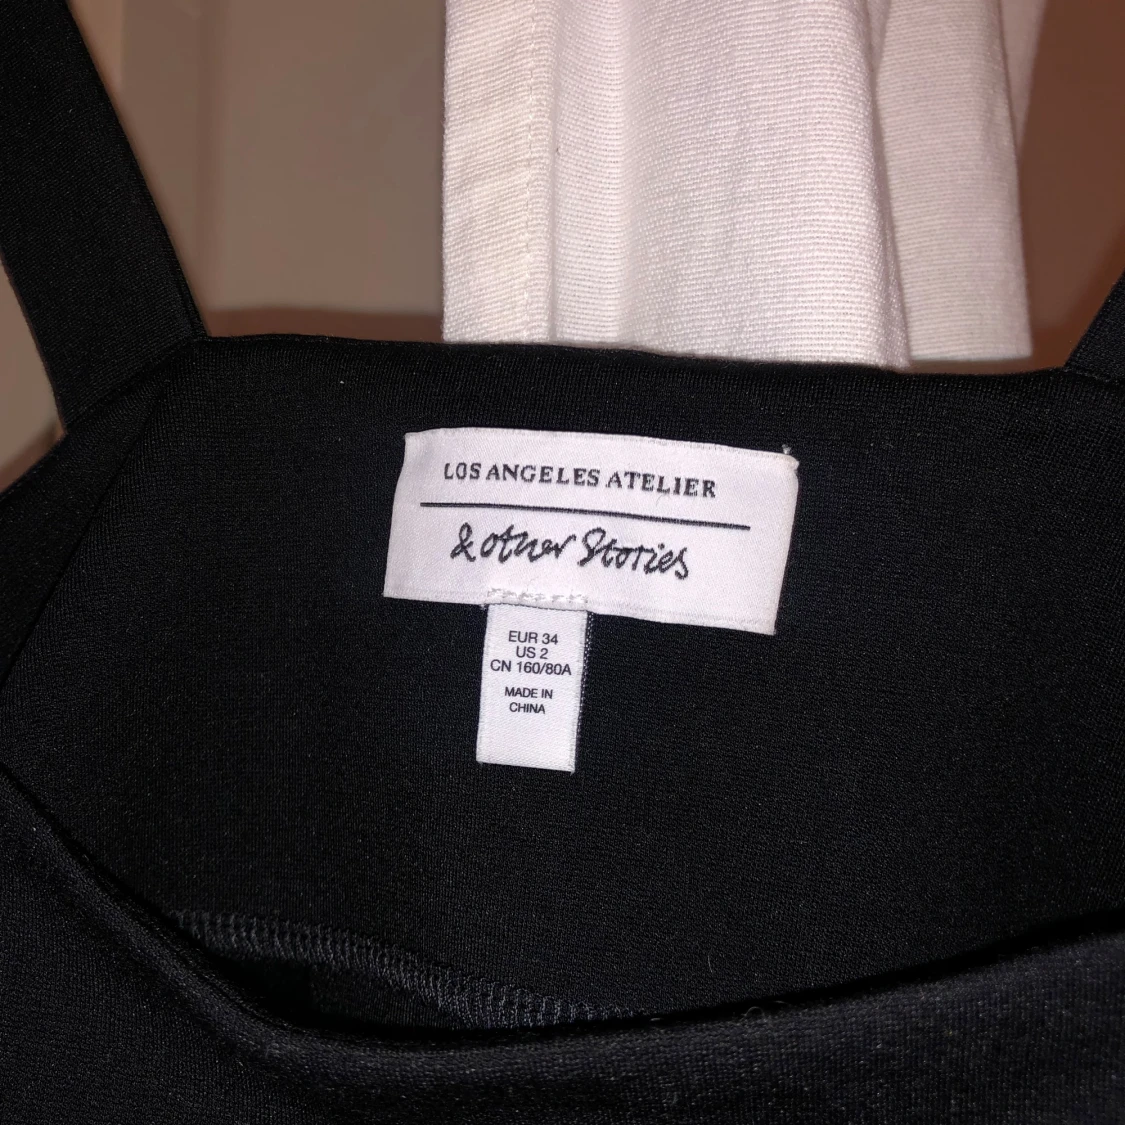 LOS ANGELES ATELIER
& other Stories
EUR 34
US 2
CN 160/80A
MADE IN
CHINA